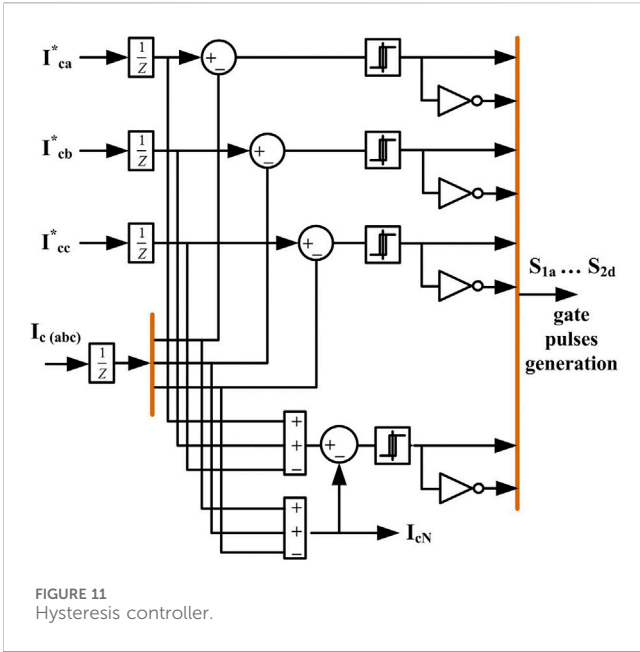 I*ca
1
Z
+
−
I*cb
1
Z
+
−
I*cc
1
Z
+
−
S1a ... S2d
gate
pulses
generation
Ic (abc)
1
Z
+
+
−
+
−
+
+
−
IcN
FIGURE 11
Hysteresis controller.